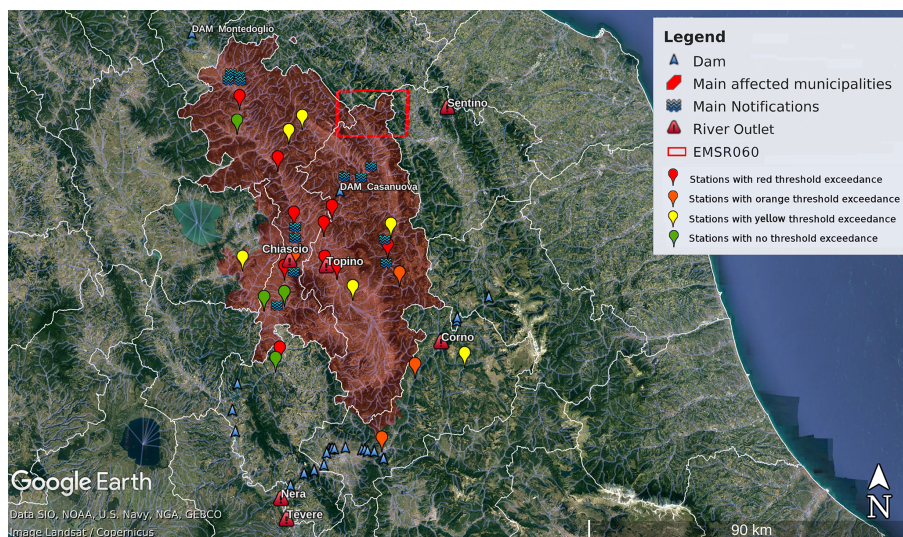 DAM Montedoglio
Legend
Dam
Main affected municipalities
Main Notifications
River Outlet
EMSR060
Stations with red threshold exceedance
Stations with orange threshold exceedance
Stations with yellow threshold exceedance
Stations with no threshold exceedance
Sentino
DAM Casanuova
Chiascio
Topino
Corno
Google Earth
Nera
Data SIO, NOAA, U.S. Navy, NGA, GEBCO
Tevere
Image Landsat / Copernicus
90 km
N